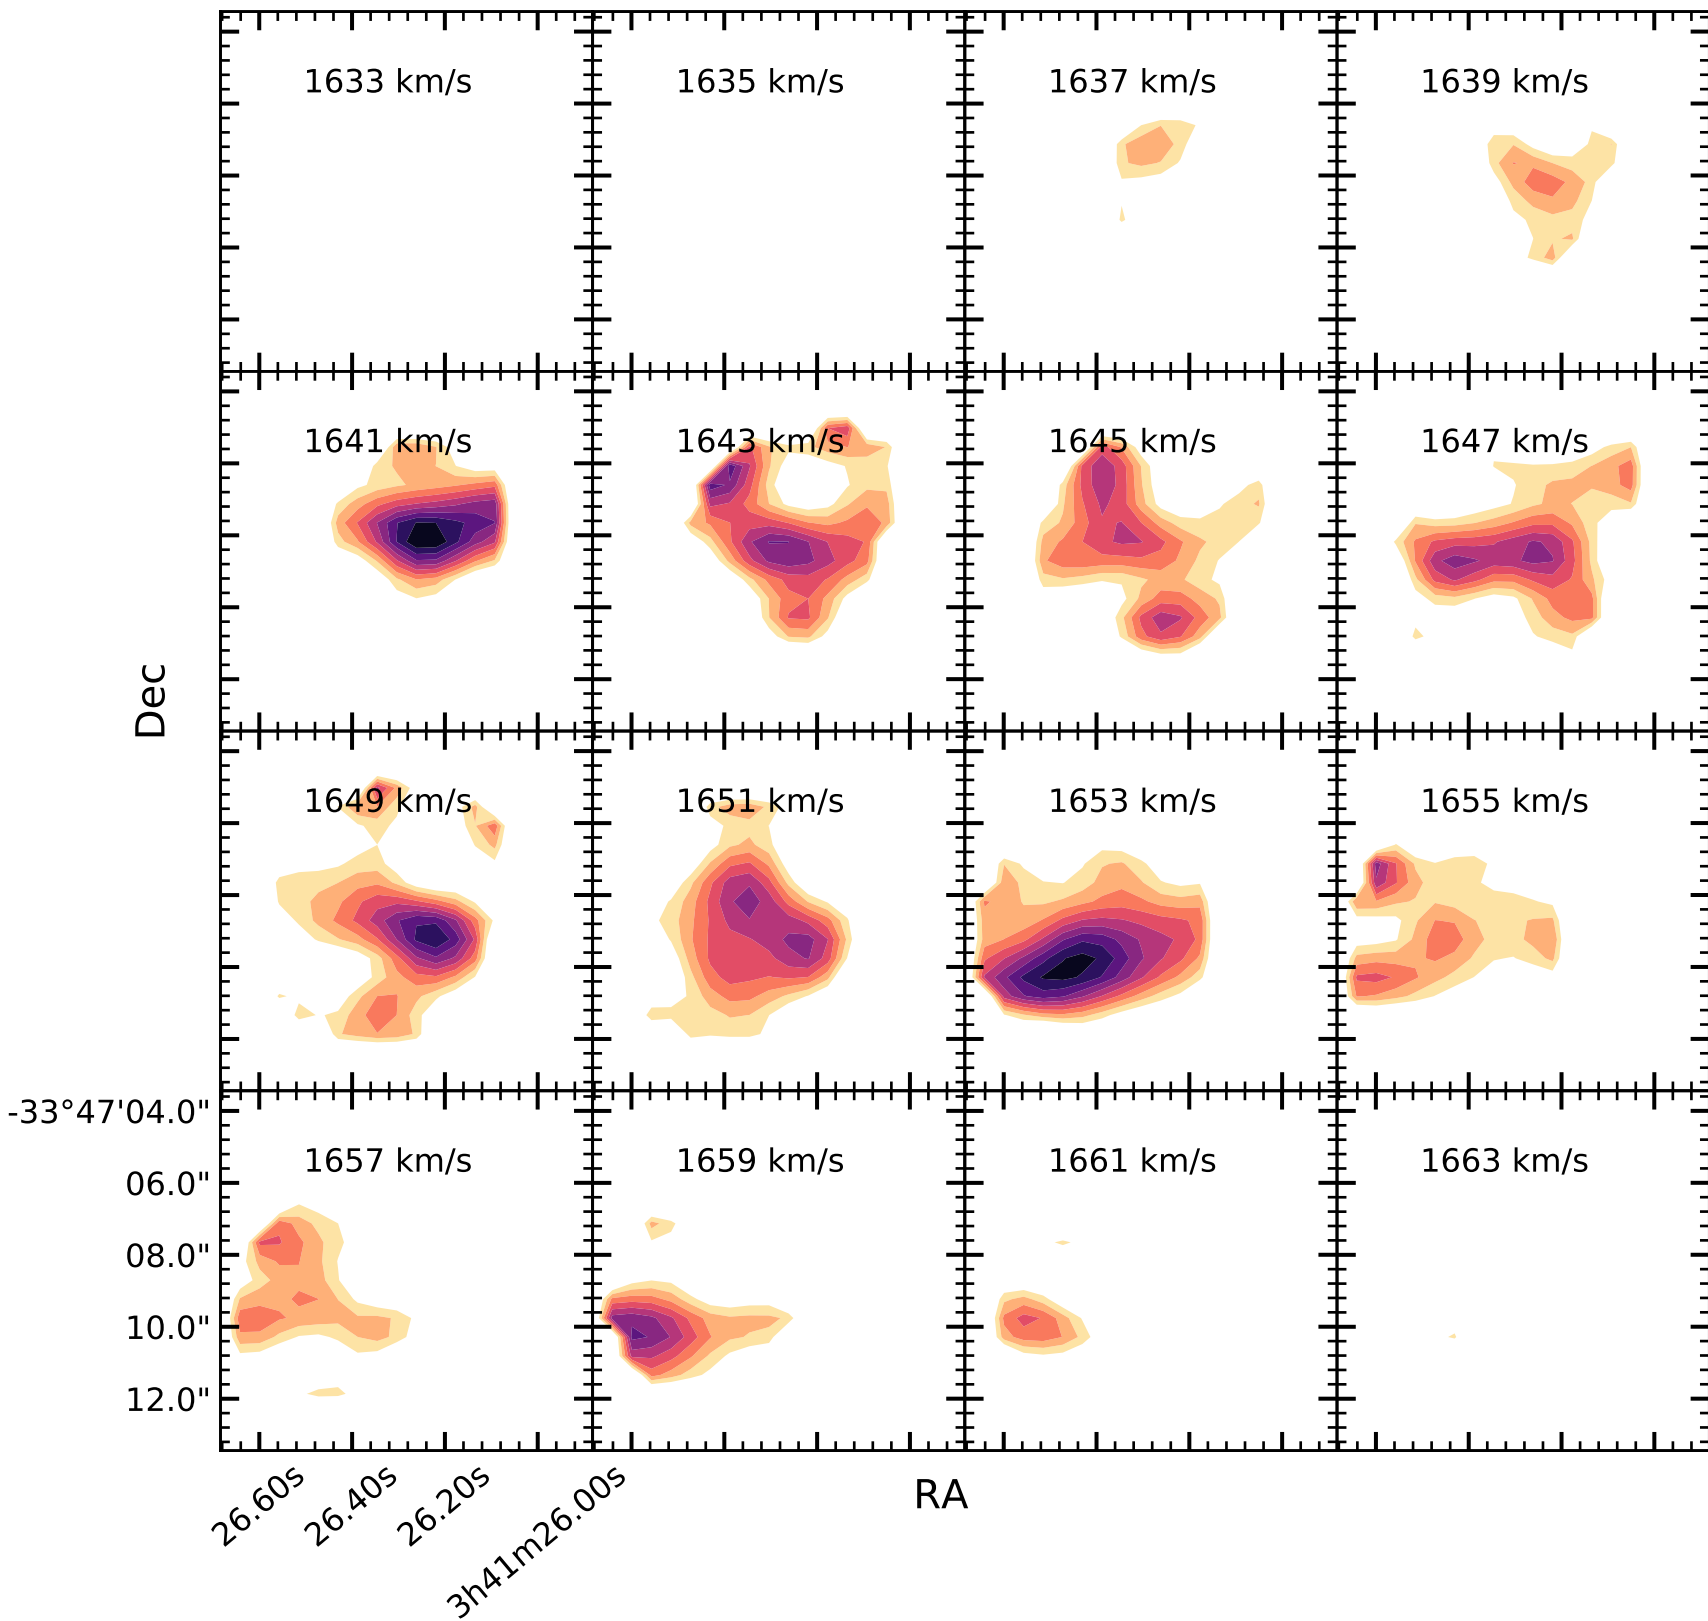 1633 km/s
1635 km/s
1637 km/s
1639 km/s
1641 km/s
1643 km/s
1645 km/s
1647 km/s
Dec
1649 km/s
1651 km/s
1653 km/s
1655 km/s
-33°47'04.0"
1657 km/s
1659 km/s
1661 km/s
1663 km/s
06.0"
08.0"
10.0"
12.0"
26.60s
26.40s
26.20s
3h41m26.00s
RA